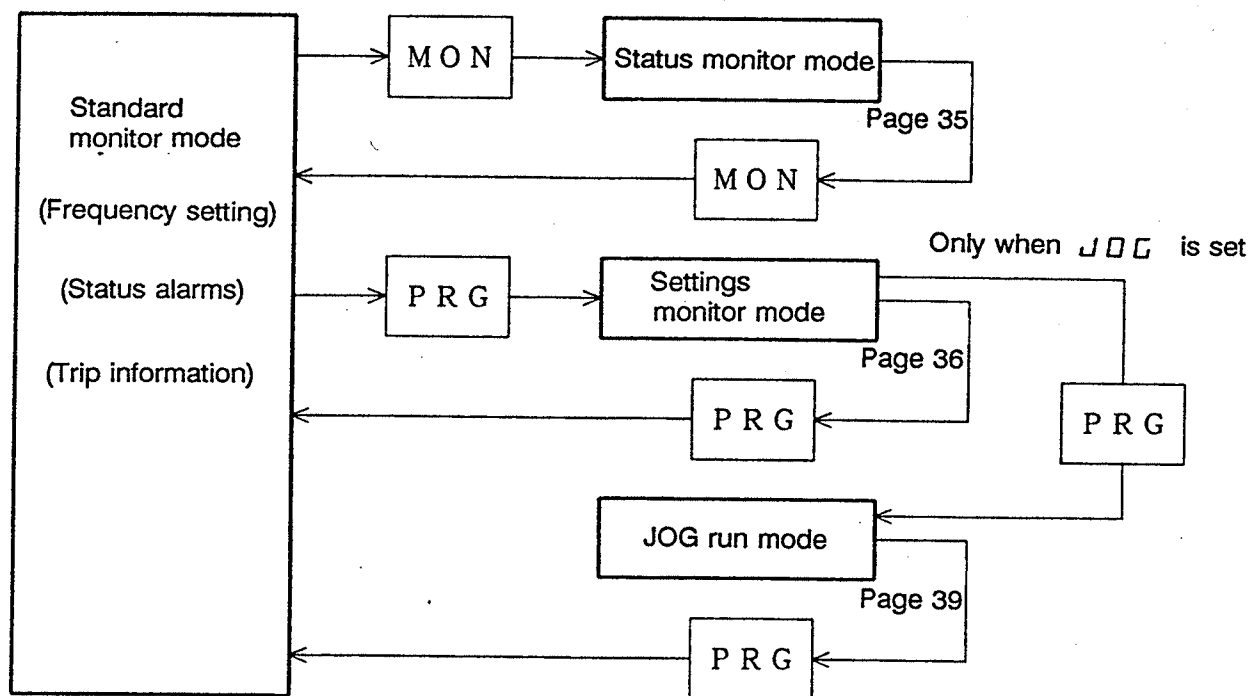 Standard
monitor mode
(Frequency setting)
(Status alarms)
(Trip information)
MON
Status monitor mode
Page 35
MON
Only when JOG is set
PRG
Settings
monitor mode
Page 36
PRG
PRG
JOG run mode
Page 39
PRG